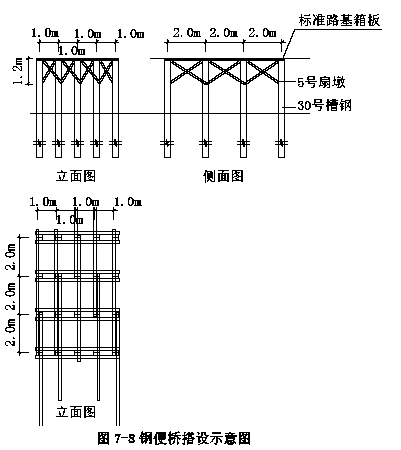 标准路基箱板
1.0m 1.0m 1.0m
1.0m
2.0m 2.0m 2.0m
1.2m
5号扇墩
30号槽钢
立面图
侧面图
1.0m 1.0m
1.0m
2.0m
2.0m
2.0m
立面图
图 7-8 钢便桥搭设示意图